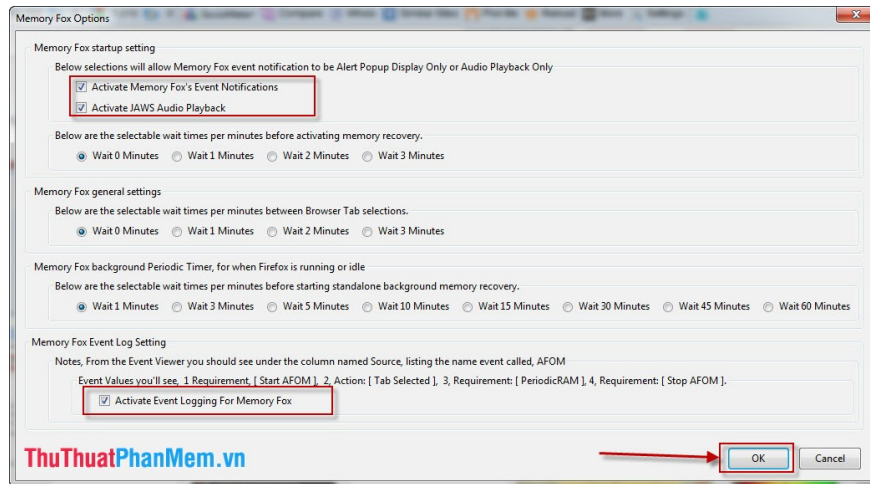 Memory Fox Options
Memory Fox startup setting
Below selections will allow Memory Fox event notification to be Alert Popup Display Only or Audio Playback Only
Activate Memory Fox's Event Notifications
Activate JAWS Audio Playback
Below are the selectable wait times per minutes before activating memory recovery.
Wait 0 Minutes Wait 1 Minutes Wait 2 Minutes Wait 3 Minutes
Memory Fox general settings
Below are the selectable wait times per minutes between Browser Tab selections.
Wait 0 Minutes Wait 1 Minutes Wait 2 Minutes Wait 3 Minutes
Memory Fox background Periodic Timer, for when Firefox is running or idle
Below are the selectable wait times per minutes before starting standalone background memory recovery.
Wait 1 Minutes Wait 3 Minutes Wait 5 Minutes Wait 10 Minutes Wait 15 Minutes Wait 30 Minutes Wait 45 Minutes Wait 60 Minutes
Memory Fox Event Log Setting
Notes, From the Event Viewer you should see under the column named Source, listing the name event called, AFOM
Event Values you'll see, 1 Requirement, [ Start AFOM ], 2, Action: [ Tab Selected ], 3, Requirement: [ PeriodicRAM ], 4, Requirement: [ Stop AFOM ].
Activate Event Logging For Memory Fox
ThuThuatPhanMem.vn
OK Cancel